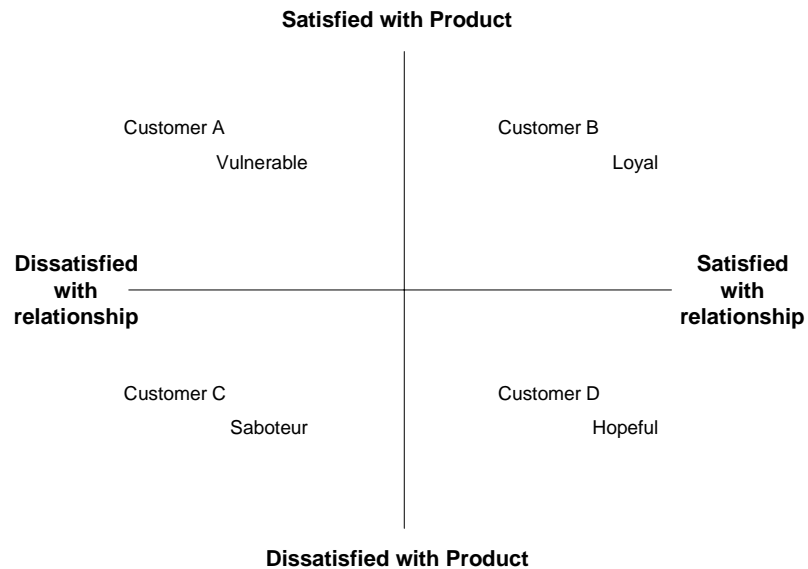 Satisfied with Product
Customer A
Customer B
Vulnerable
Loyal
Dissatisfied
with
relationship
Satisfied
with
relationship
Customer C
Customer D
Saboteur
Hopeful
Dissatisfied with Product